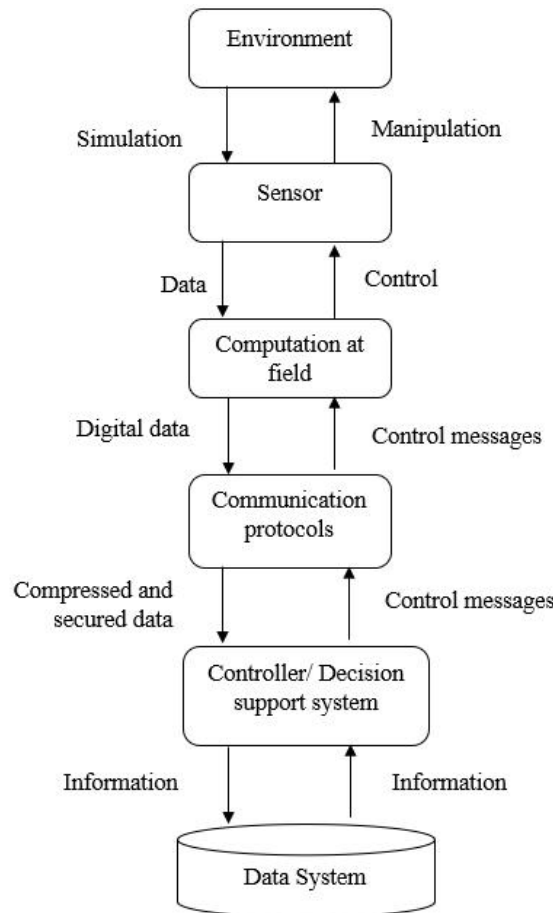 Environment
Simulation
Manipulation
Sensor
Data
Control
Computation at
field
Digital data
Control messages
Communication
protocols
Compressed and
secured data
Control messages
Controller/ Decision
support system
Information
Information
Data System